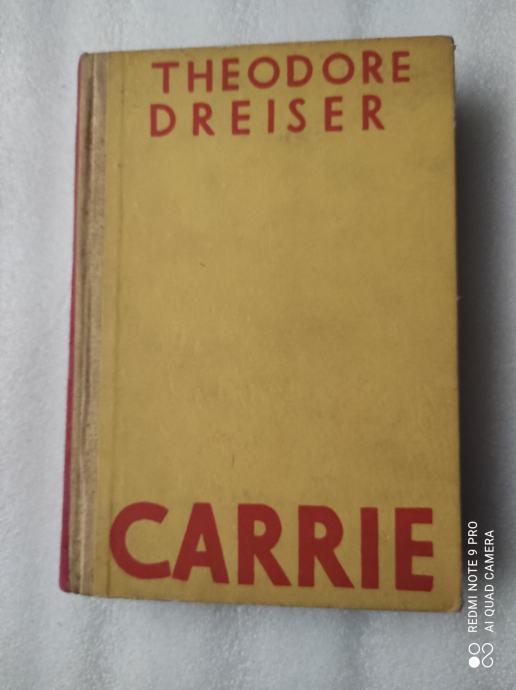 THEODORE
DREISER
CARRIE
REDMI NOTE 9 PRO
AI QUAD CAMERA